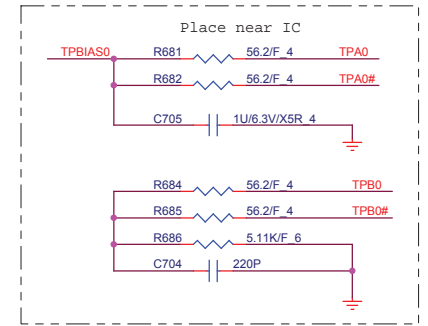 Place near IC
TPBIAS0 R681 56.2/F_4 TPA0
R682 56.2/F_4 TPA0#
C705 1U/6.3V/X5R_4
R684 56.2/F_4 TPB0
R685 56.2/F_4 TPB0#
R686 5.11K/F_6
C704 220P